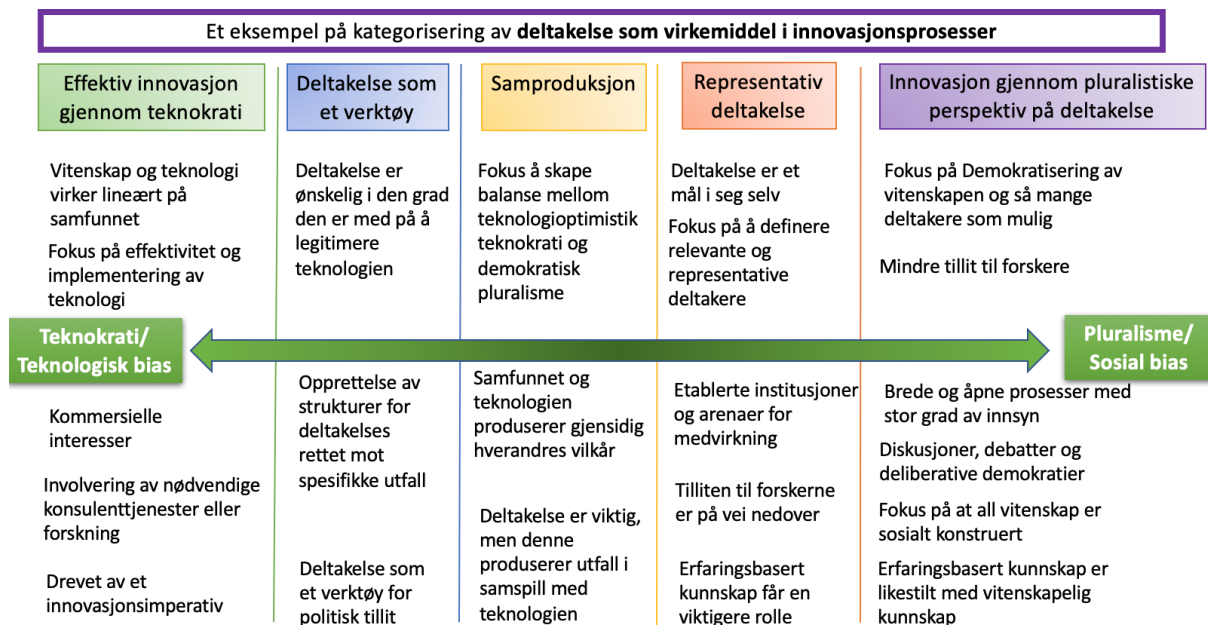 Et eksempel på kategorisering av deltakelse som virkemiddel i innovasjonsprosesser
Effektiv innovasjon
gjennom teknokrati
Deltakelse som
et verktøy
Samproduksjon
Representativ
deltakelse
Innovasjon gjennom pluralistiske
perspektiv på deltakelse
Vitenskap og teknologi
virker lineært på
samfunnet
Fokus på effektivitet og
implementering av
teknologi
Deltakelse er
ønskelig i den grad
den er med på å
legitimere
teknologien
Fokus å skape
balanse mellom
teknologioptimistik
teknokrati og
demokratisk
pluralisme
Deltakelse er et
mål i seg selv
Fokus på å definere
relevante og
representative
deltakere
Fokus på Demokratisering av
vitenskapen og så mange
deltakere som mulig
Mindre tillit til forskere
Teknokrati/
Teknologisk bias
Pluralisme/
Sosial bias
Kommersielle
interesser
Involvering av nødvendige
konsulenttjenester eller
forskning
Drevet av et
innovasjonsimperativ
Opprettelse av
strukturer for
deltakelses
rettet mot
spesifikke utfall
Deltakelse som
et verktøy for
politisk tillit
Samfunnet og
teknologien
produserer gjensidig
hverandres vilkår
Deltakelse er viktig,
men denne
produserer utfall i
samspill med
teknologien
Etablerte institusjoner
og arenaer for
medvirkning
Tilliten til forskerne
er på vei nedover
Erfaringsbasert
kunnskap får en
viktigere rolle
Brede og åpne prosesser med
stor grad av innsyn
Diskusjoner, debatter og
deliberative demokratier
Fokus på at all vitenskap er
sosialt konstruert
Erfaringsbasert kunnskap er
likestilt med vitenskapelig
kunnskap